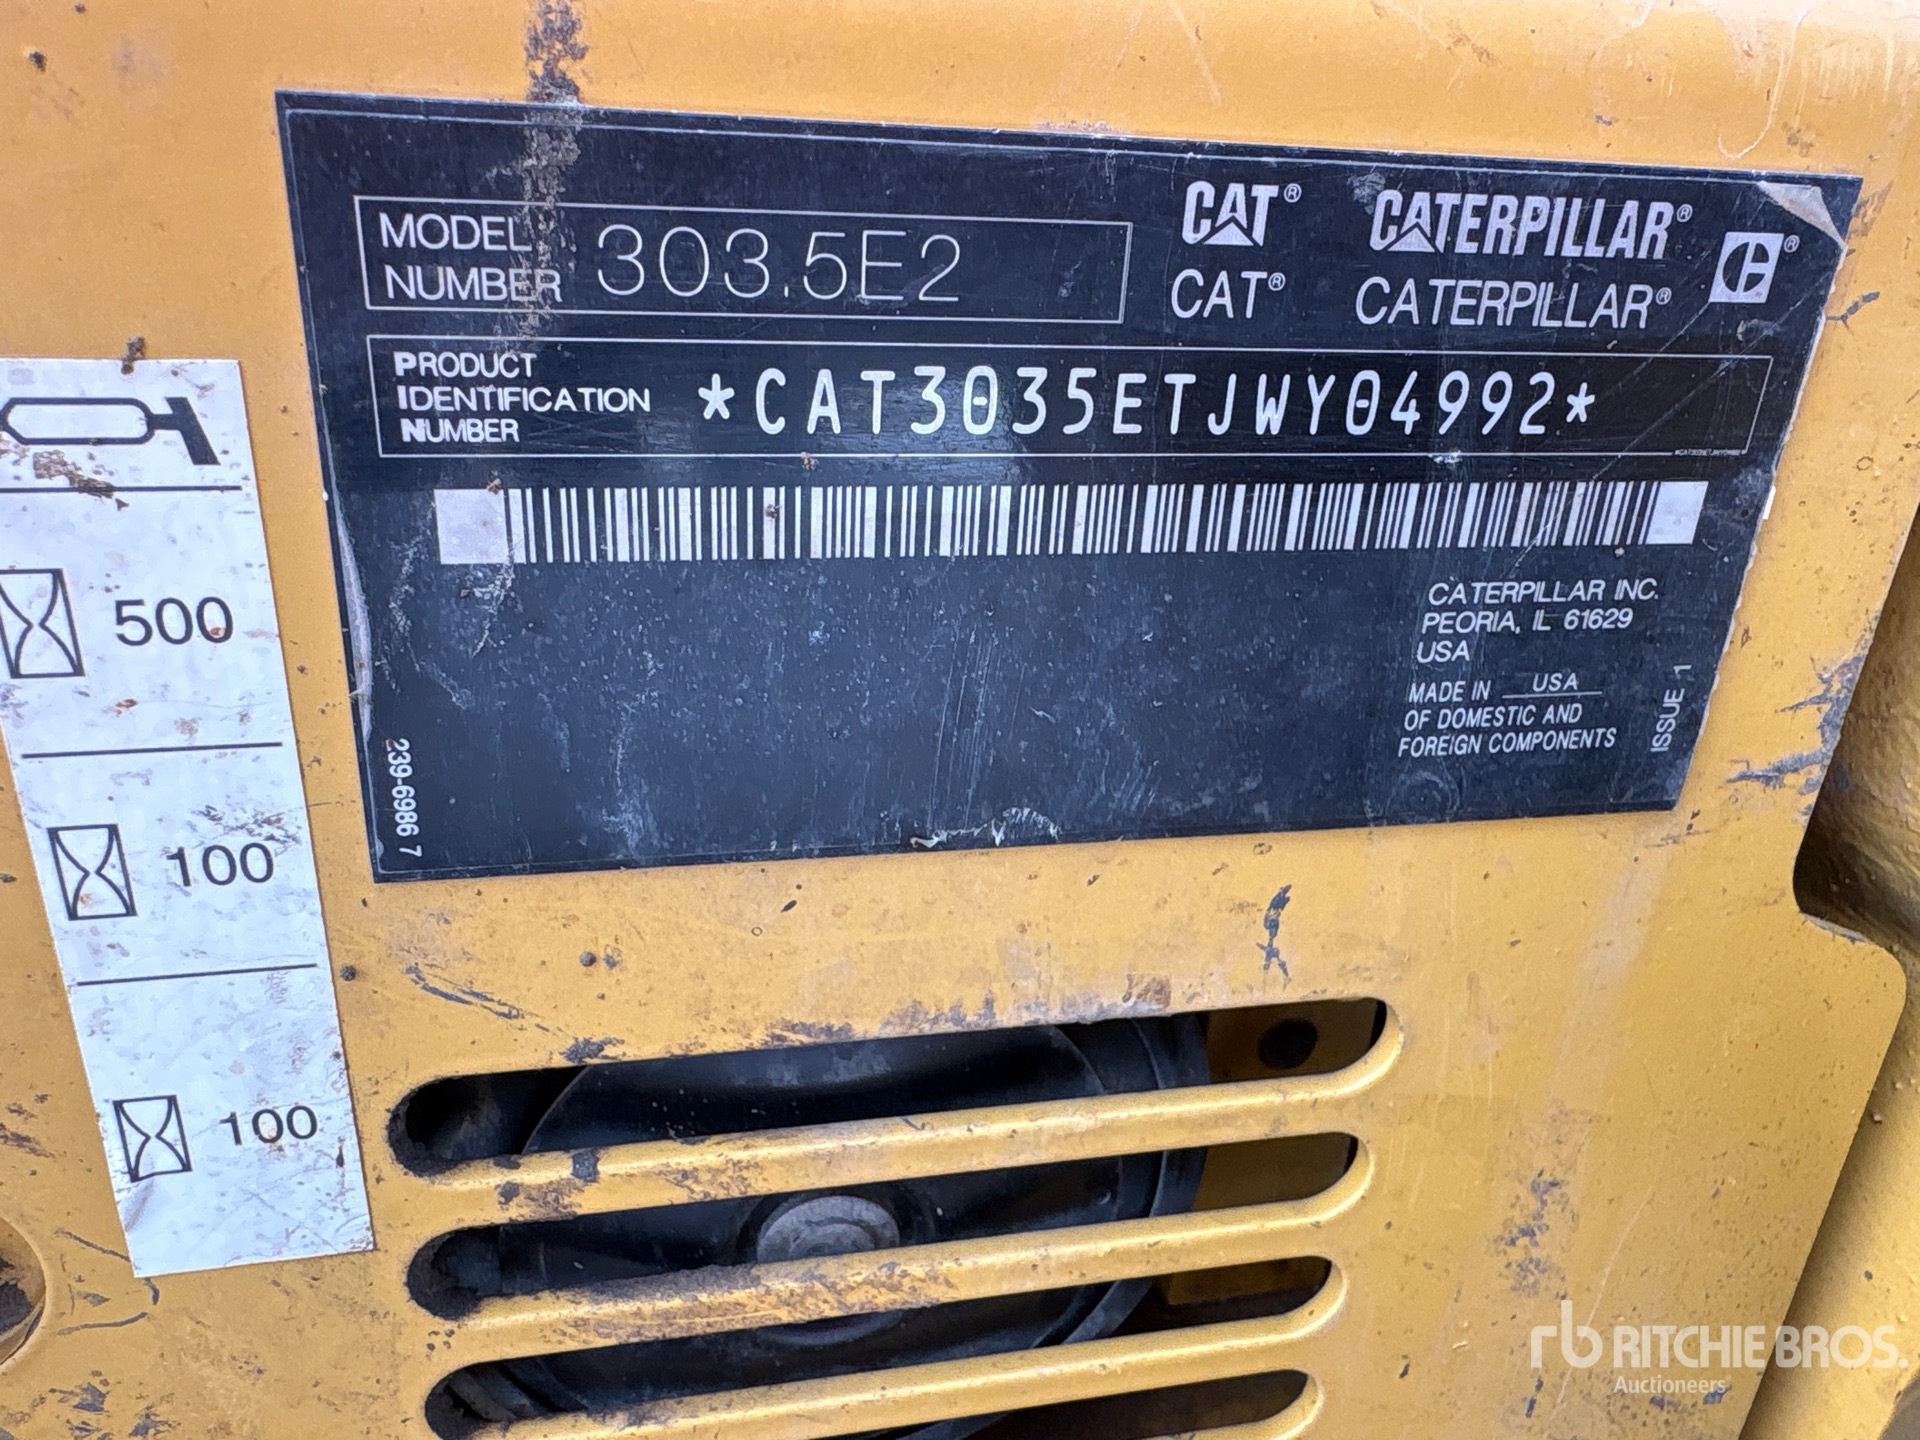 MODEL
NUMBER 303.5E2
CAT® CATERPILLAR®
CAT® CATERPILLAR®
PRODUCT
IDENTIFICATION
NUMBER
*CAT3035ETJWY04992*
CATERPILLAR INC.
PEORIA, IL 61629
USA
MADE IN USA
OF DOMESTIC AND
FOREIGN COMPONENTS
ISSUE 1
239-6986 7
500
100
100
rb RITCHIE BROS.
Auctioneers